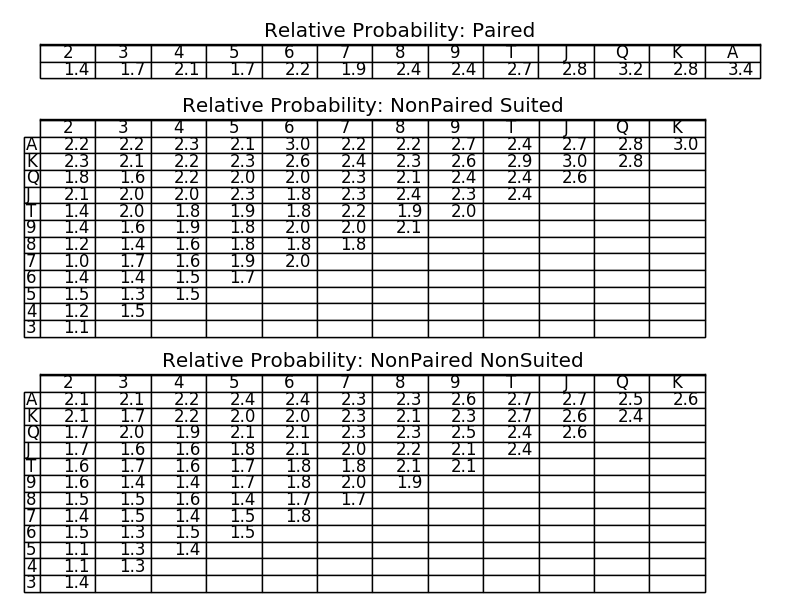 Relative Probability: Paired
2 3 4 5 6 7 8 9 T J Q K A
1.4 1.7 2.1 1.7 2.2 1.9 2.4 2.4 2.7 2.8 3.2 2.8 3.4
Relative Probability: NonPaired Suited
2 3 4 5 6 7 8 9 T J Q K
A 2.2 2.2 2.3 2.1 3.0 2.2 2.2 2.7 2.4 2.7 2.8 3.0
K 2.3 2.1 2.2 2.3 2.6 2.4 2.3 2.6 2.9 3.0 2.8
Q 1.8 1.6 2.2 2.0 2.0 2.3 2.1 2.4 2.4 2.6
J 2.1 2.0 2.0 2.3 1.8 2.3 2.4 2.3 2.4
T 1.4 2.0 1.8 1.9 1.8 2.2 1.9 2.0
9 1.4 1.6 1.9 1.8 2.0 2.0 2.1
8 1.2 1.4 1.6 1.8 1.8 1.8
7 1.0 1.7 1.6 1.9 2.0
6 1.4 1.4 1.5 1.7
5 1.5 1.3 1.5
4 1.2 1.5
3 1.1
Relative Probability: NonPaired NonSuited
2 3 4 5 6 7 8 9 T J Q K
A 2.1 2.1 2.2 2.4 2.4 2.3 2.3 2.6 2.7 2.7 2.5 2.6
K 2.1 1.7 2.2 2.0 2.0 2.3 2.1 2.3 2.7 2.6 2.4
Q 1.7 2.0 1.9 2.1 2.1 2.3 2.3 2.5 2.4 2.6
J 1.7 1.6 1.6 1.8 2.1 2.0 2.2 2.1 2.4
T 1.6 1.7 1.6 1.7 1.8 1.8 2.1 2.1
9 1.6 1.4 1.4 1.7 1.8 2.0 1.9
8 1.5 1.5 1.6 1.4 1.7 1.7
7 1.4 1.5 1.4 1.5 1.8
6 1.5 1.3 1.5 1.5
5 1.1 1.3 1.4
4 1.1 1.3
3 1.4